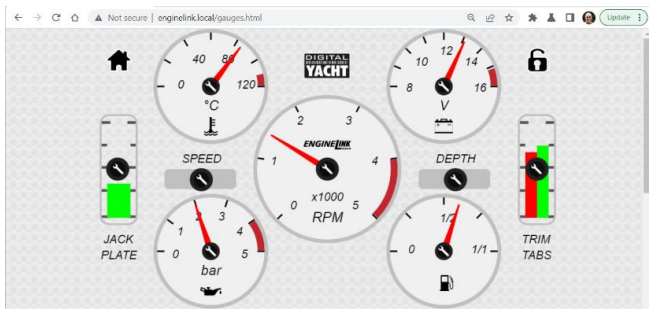 Not secure | enginelink.local/gauges.html
Update
0 40 80 120
°C
DIGITAL
YACHT
8 10 12 14 16
V
SPEED
0 1 2 3 4 5
ENGINELINK
x1000
RPM
DEPTH
JACK
PLATE
0 1 2 3 4 5
bar
0 1/2 1/1
TRIM
TABS